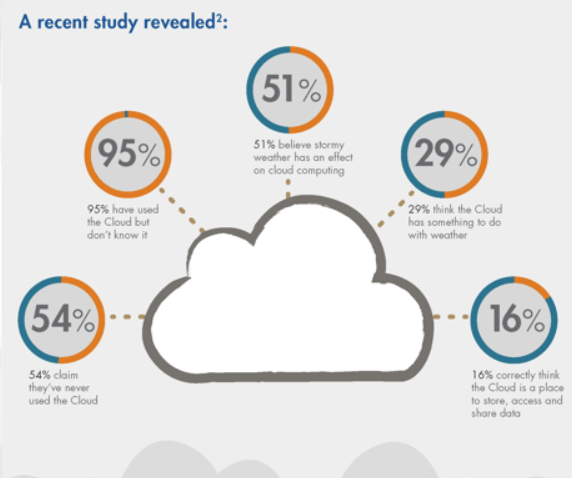 A recent study revealed²:
51%
51% believe stormy
weather has an effect
on cloud computing
95%
95% have used
the Cloud but
don't know it
29%
29% think the Cloud
has something to do
with weather
54%
54% claim
they've never
used the Cloud
16%
16% correctly think
the Cloud is a place
to store, access and
share data